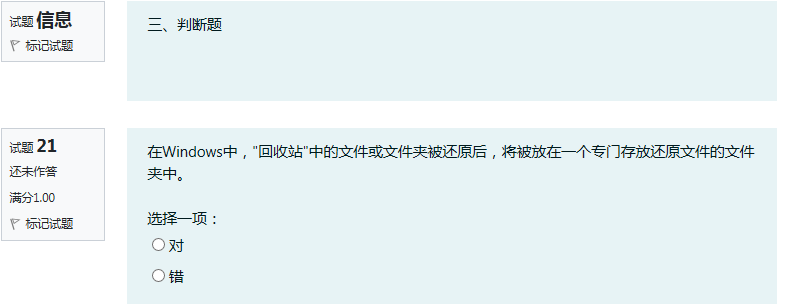 试题 信息
标记试题
三、判断题
试题 21
还未作答
满分1.00
标记试题
在Windows中，"回收站"中的文件或文件夹被还原后，将被放在一个专门存放还原文件的文件
夹中。
选择一项：
对
错